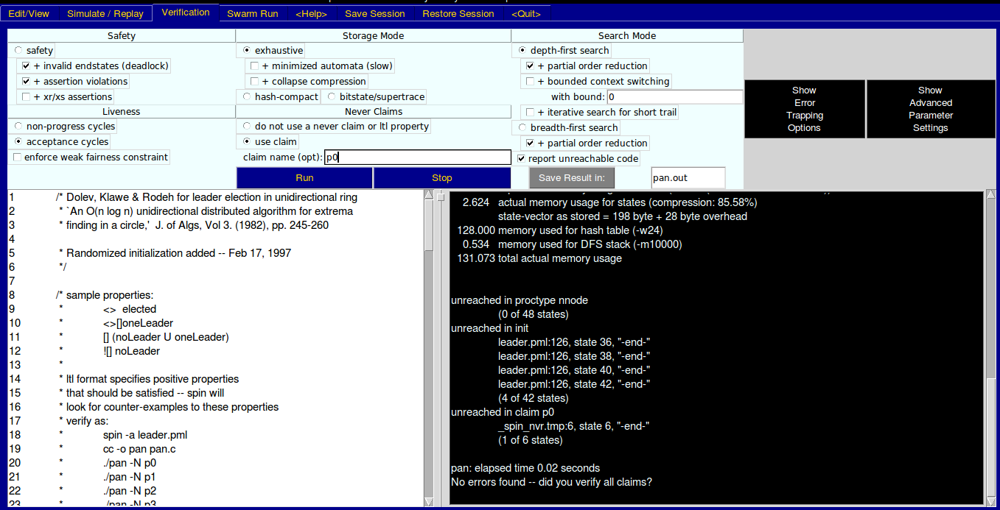 Edit/View Simulate / Replay Verification Swarm Run <Help> Save Session Restore Session <Quit>
Safety Storage Mode Search Mode
safety exhaustive depth-first search
+ invalid endstates (deadlock) + minimized automata (slow) + partial order reduction
+ assertion violations + collapse compression + bounded context switching
+ xr/xs assertions hash-compact bitstate/supertrace with bound: 0
Liveness Never Claims + iterative search for short trail
non-progress cycles do not use a never claim or ltl property breadth-first search
acceptance cycles use claim + partial order reduction
enforce weak fairness constraint claim name (opt): p0 report unreachable code
Show
Error
Trapping
Options
Show
Advanced
Parameter
Settings
Run Stop Save Result in: pan.out
1 /* Dolev, Klawe & Rodeh for leader election in unidirectional ring
2 * `An O(n log n) unidirectional distributed algorithm for extrema
3 * finding in a circle,' J. of Algs, Vol 3. (1982), pp. 245-260
4
5 * Randomized initialization added -- Feb 17, 1997
6 */
7
8 /* sample properties:
9 * <> elected
10 * <>[]oneLeader
11 * [] (noLeader U oneLeader)
12 * ![] noLeader
13 *
14 * ltl format specifies positive properties
15 * that should be satisfied -- spin will
16 * look for counter-examples to these properties
17 * verify as:
18 * spin -a leader.pml
19 * cc -o pan pan.c
20 * ./pan -N p0
21 * ./pan -N p1
22 * ./pan -N p2
23 * ./pan -N p3
2.624 actual memory usage for states (compression: 85.58%)
state-vector as stored = 198 byte + 28 byte overhead
128.000 memory used for hash table (-w24)
0.534 memory used for DFS stack (-m10000)
131.073 total actual memory usage
unreached in proctype nnode
(0 of 48 states)
unreached in init
leader.pml:126, state 36, "-end-"
leader.pml:126, state 38, "-end-"
leader.pml:126, state 40, "-end-"
leader.pml:126, state 42, "-end-"
(4 of 42 states)
unreached in claim p0
_spin_nvr.tmp:6, state 6, "-end-"
(1 of 6 states)
pan: elapsed time 0.02 seconds
No errors found -- did you verify all claims?